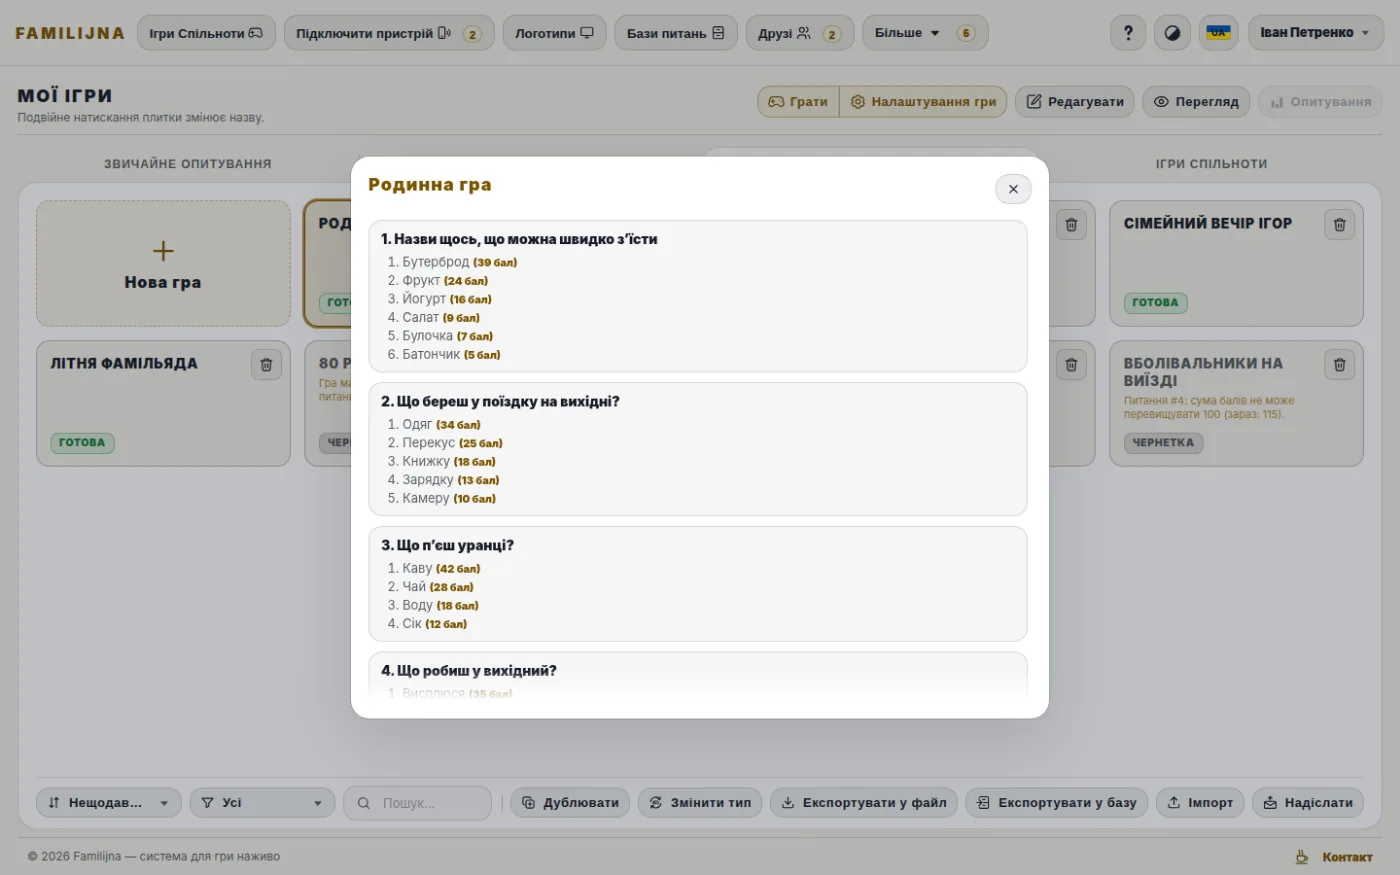 FAMILIJNA
Ігри Спільноти
Підключити пристрій 2
Логотипи
Бази питань
Друзі 2
Більше 6
?
UA
Іван Петренко
МОЇ ІГРИ
Подвійне натискання плитки змінює назву.
Грати
Налаштування гри
Редагувати
Перегляд
Опитування
ЗВИЧАЙНЕ ОПИТУВАННЯ
ІГРИ СПІЛЬНОТИ
Нова гра
СІМЕЙНИЙ ВЕЧІР ІГОР
ГОТОВА
ЛІТНЯ ФАМІЛЬЯДА
ГОТОВА
80 Р
Гра ма
питан
ВБОЛІВАЛЬНИКИ НА
ВИЇЗДІ
Питання #4: сума балів не може
перевищувати 100 (зараз: 115).
ЧЕРНЕТКА
Родинна гра
1. Назви щось, що можна швидко з’їсти
1. Бутерброд (39 бал)
2. Фрукт (24 бал)
3. Йогурт (16 бал)
4. Салат (9 бал)
5. Булочка (7 бал)
6. Батончик (5 бал)
2. Що береш у поїздку на вихідні?
1. Одяг (34 бал)
2. Перекус (25 бал)
3. Книжку (18 бал)
4. Зарядку (13 бал)
5. Камеру (10 бал)
3. Що п’єш уранці?
1. Каву (42 бал)
2. Чай (28 бал)
3. Воду (18 бал)
4. Сік (12 бал)
4. Що робиш у вихідний?
1. Висплюся (35 бал)
Нещодав...
Усі
Пошук...
Дублювати
Змінити тип
Експортувати у файл
Експортувати у базу
Імпорт
Надіслати
© 2026 Familijna — система для гри наживо
Контакт